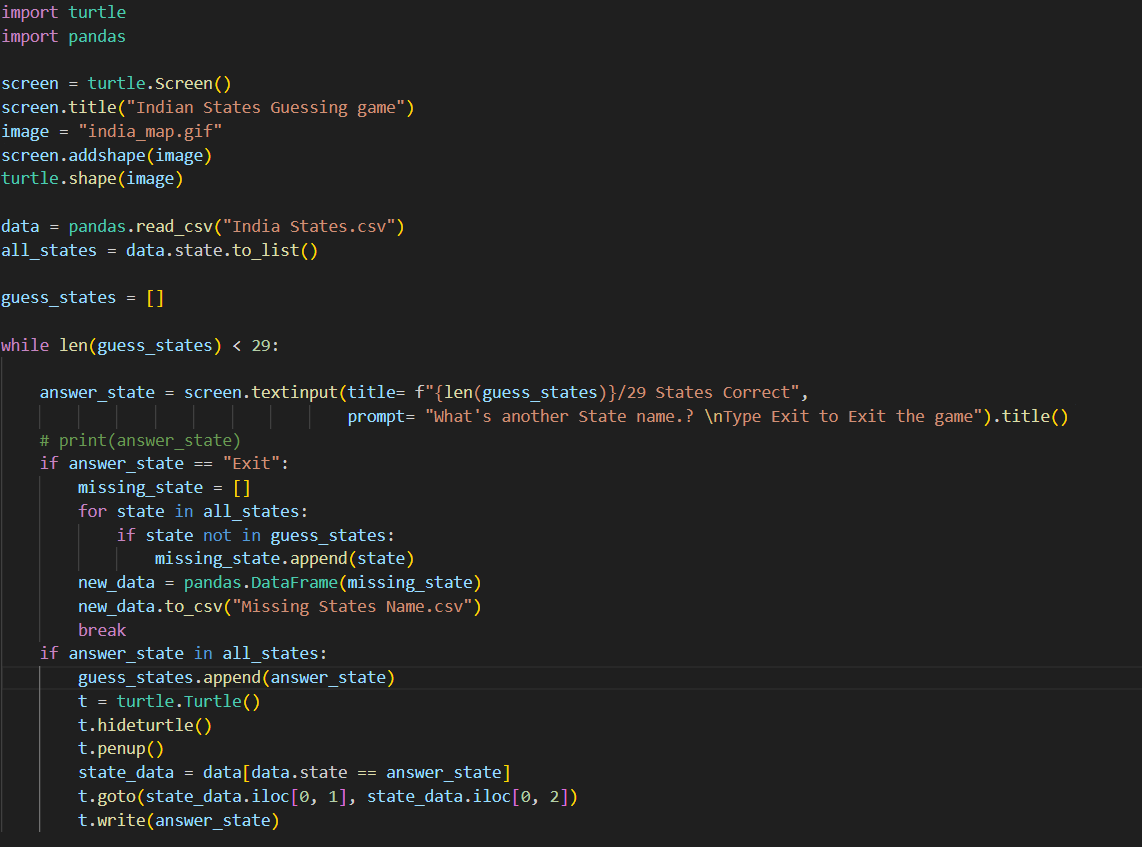 import turtle
import pandas
screen = turtle.Screen()
screen.title("Indian States Guessing game")
image = "india_map.gif"
screen.addshape(image)
turtle.shape(image)
data = pandas.read_csv("India States.csv")
all_states = data.state.to_list()
guess_states = []
while len(guess_states) < 29:
    answer_state = screen.textinput(title= f"{len(guess_states)}/29 States Correct",
                                    prompt= "What's another State name.? \nType Exit to Exit the game").title()
    # print(answer_state)
    if answer_state == "Exit":
        missing_state = []
        for state in all_states:
            if state not in guess_states:
                missing_state.append(state)
        new_data = pandas.DataFrame(missing_state)
        new_data.to_csv("Missing States Name.csv")
        break
    if answer_state in all_states:
        guess_states.append(answer_state)
        t = turtle.Turtle()
        t.hideturtle()
        t.penup()
        state_data = data[data.state == answer_state]
        t.goto(state_data.iloc[0, 1], state_data.iloc[0, 2])
        t.write(answer_state)